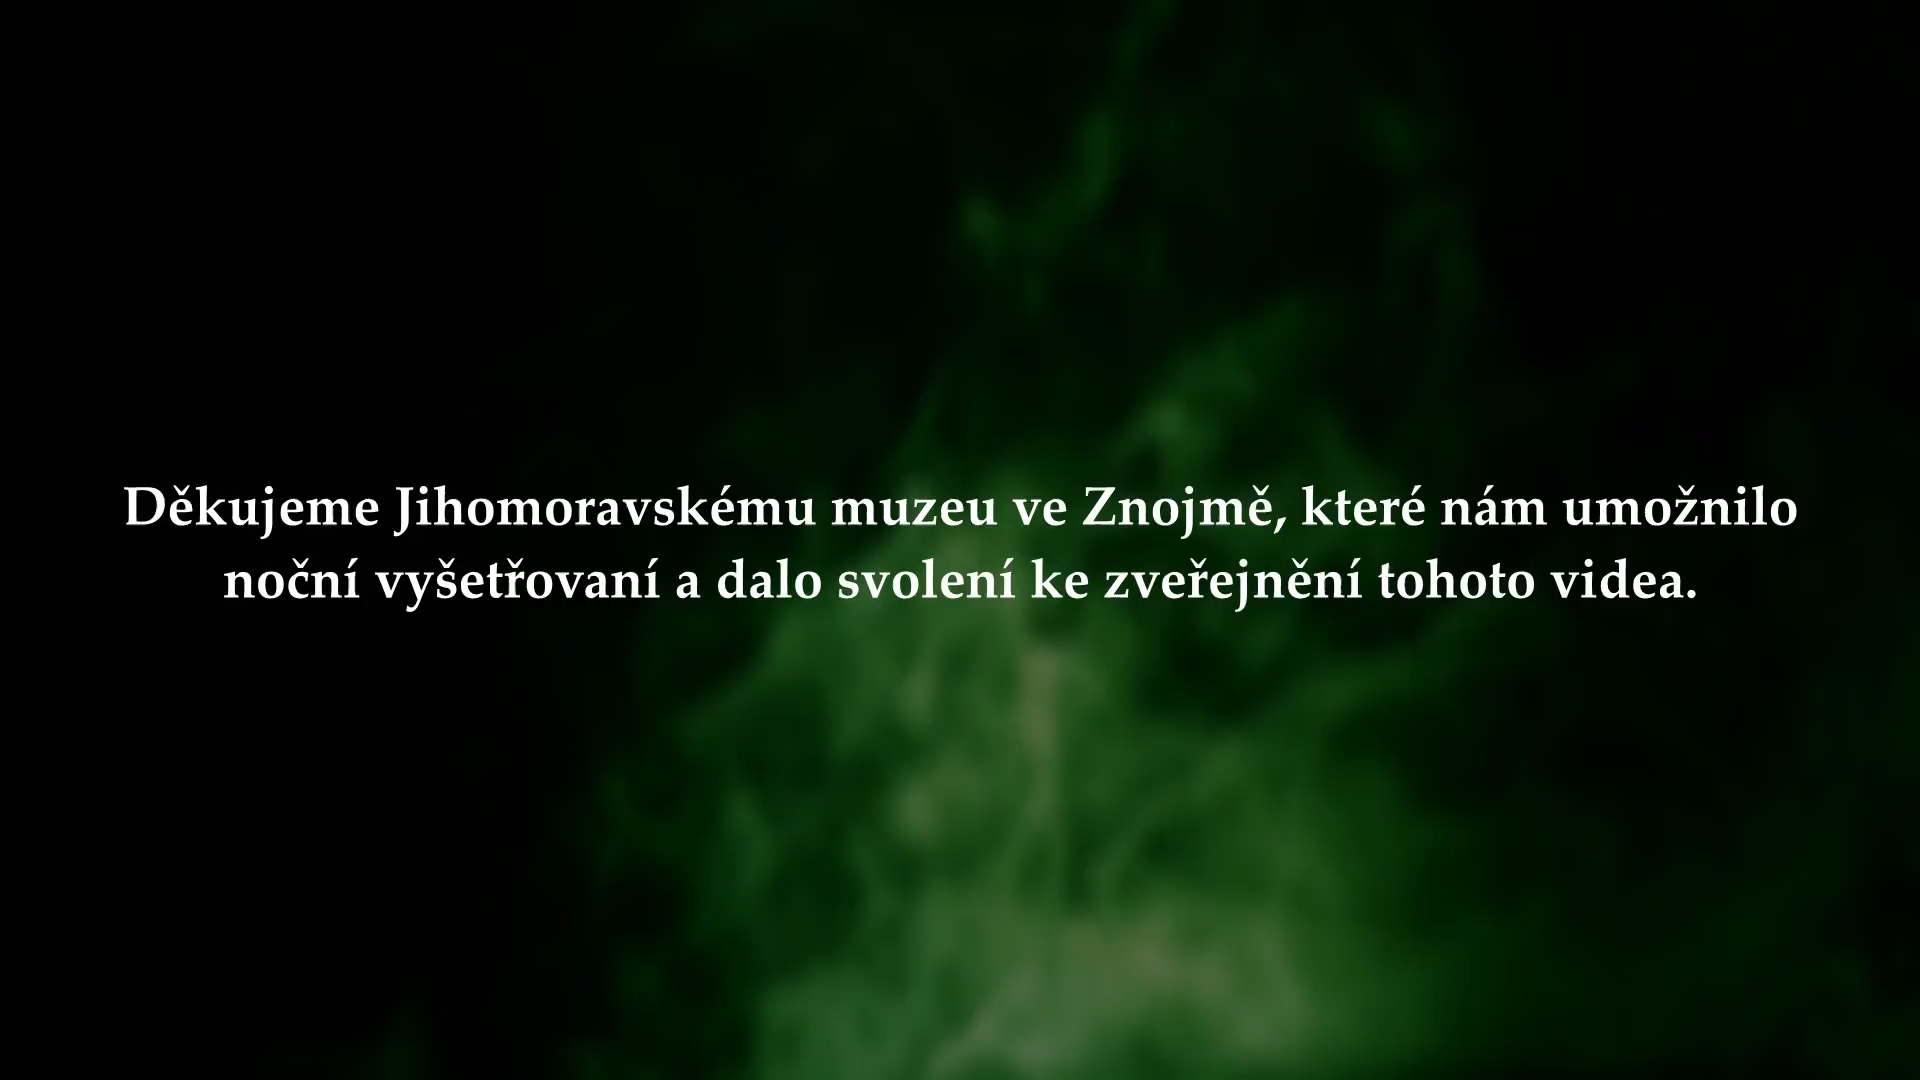 Děkujeme Jihomoravskému muzeu ve Znojmě, které nám umožnilo
noční vyšetřovaní a dalo svolení ke zveřejnění tohoto videa.